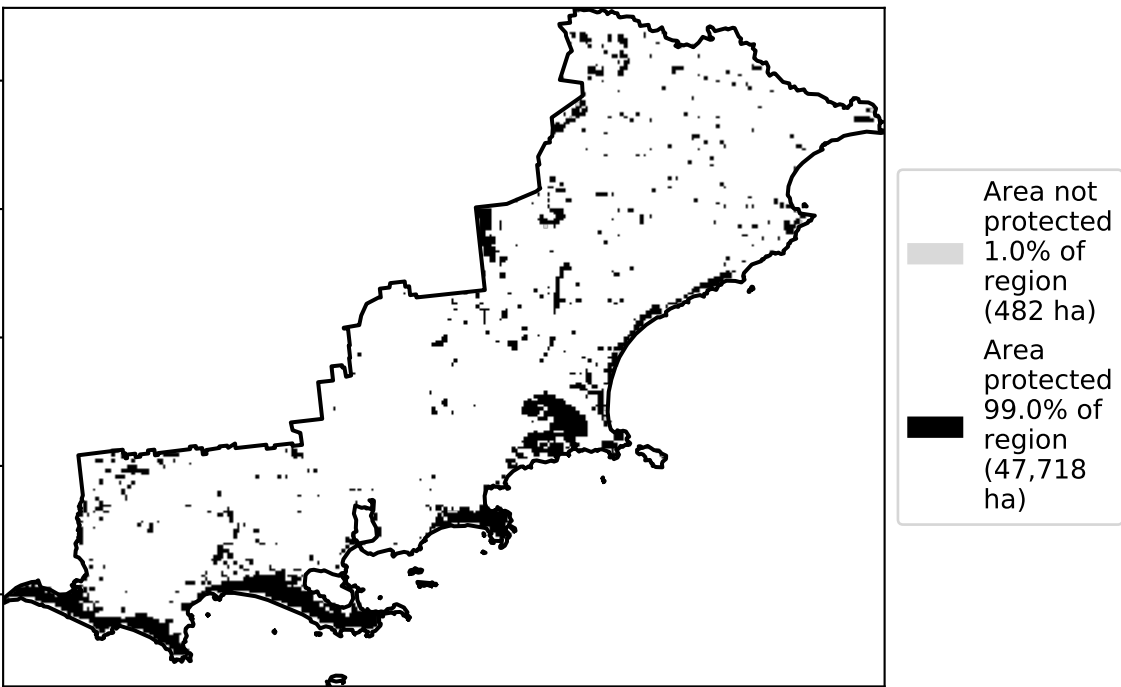 Area not
protected
1.0% of
region
(482 ha)
Area
protected
99.0% of
region
(47,718
ha)